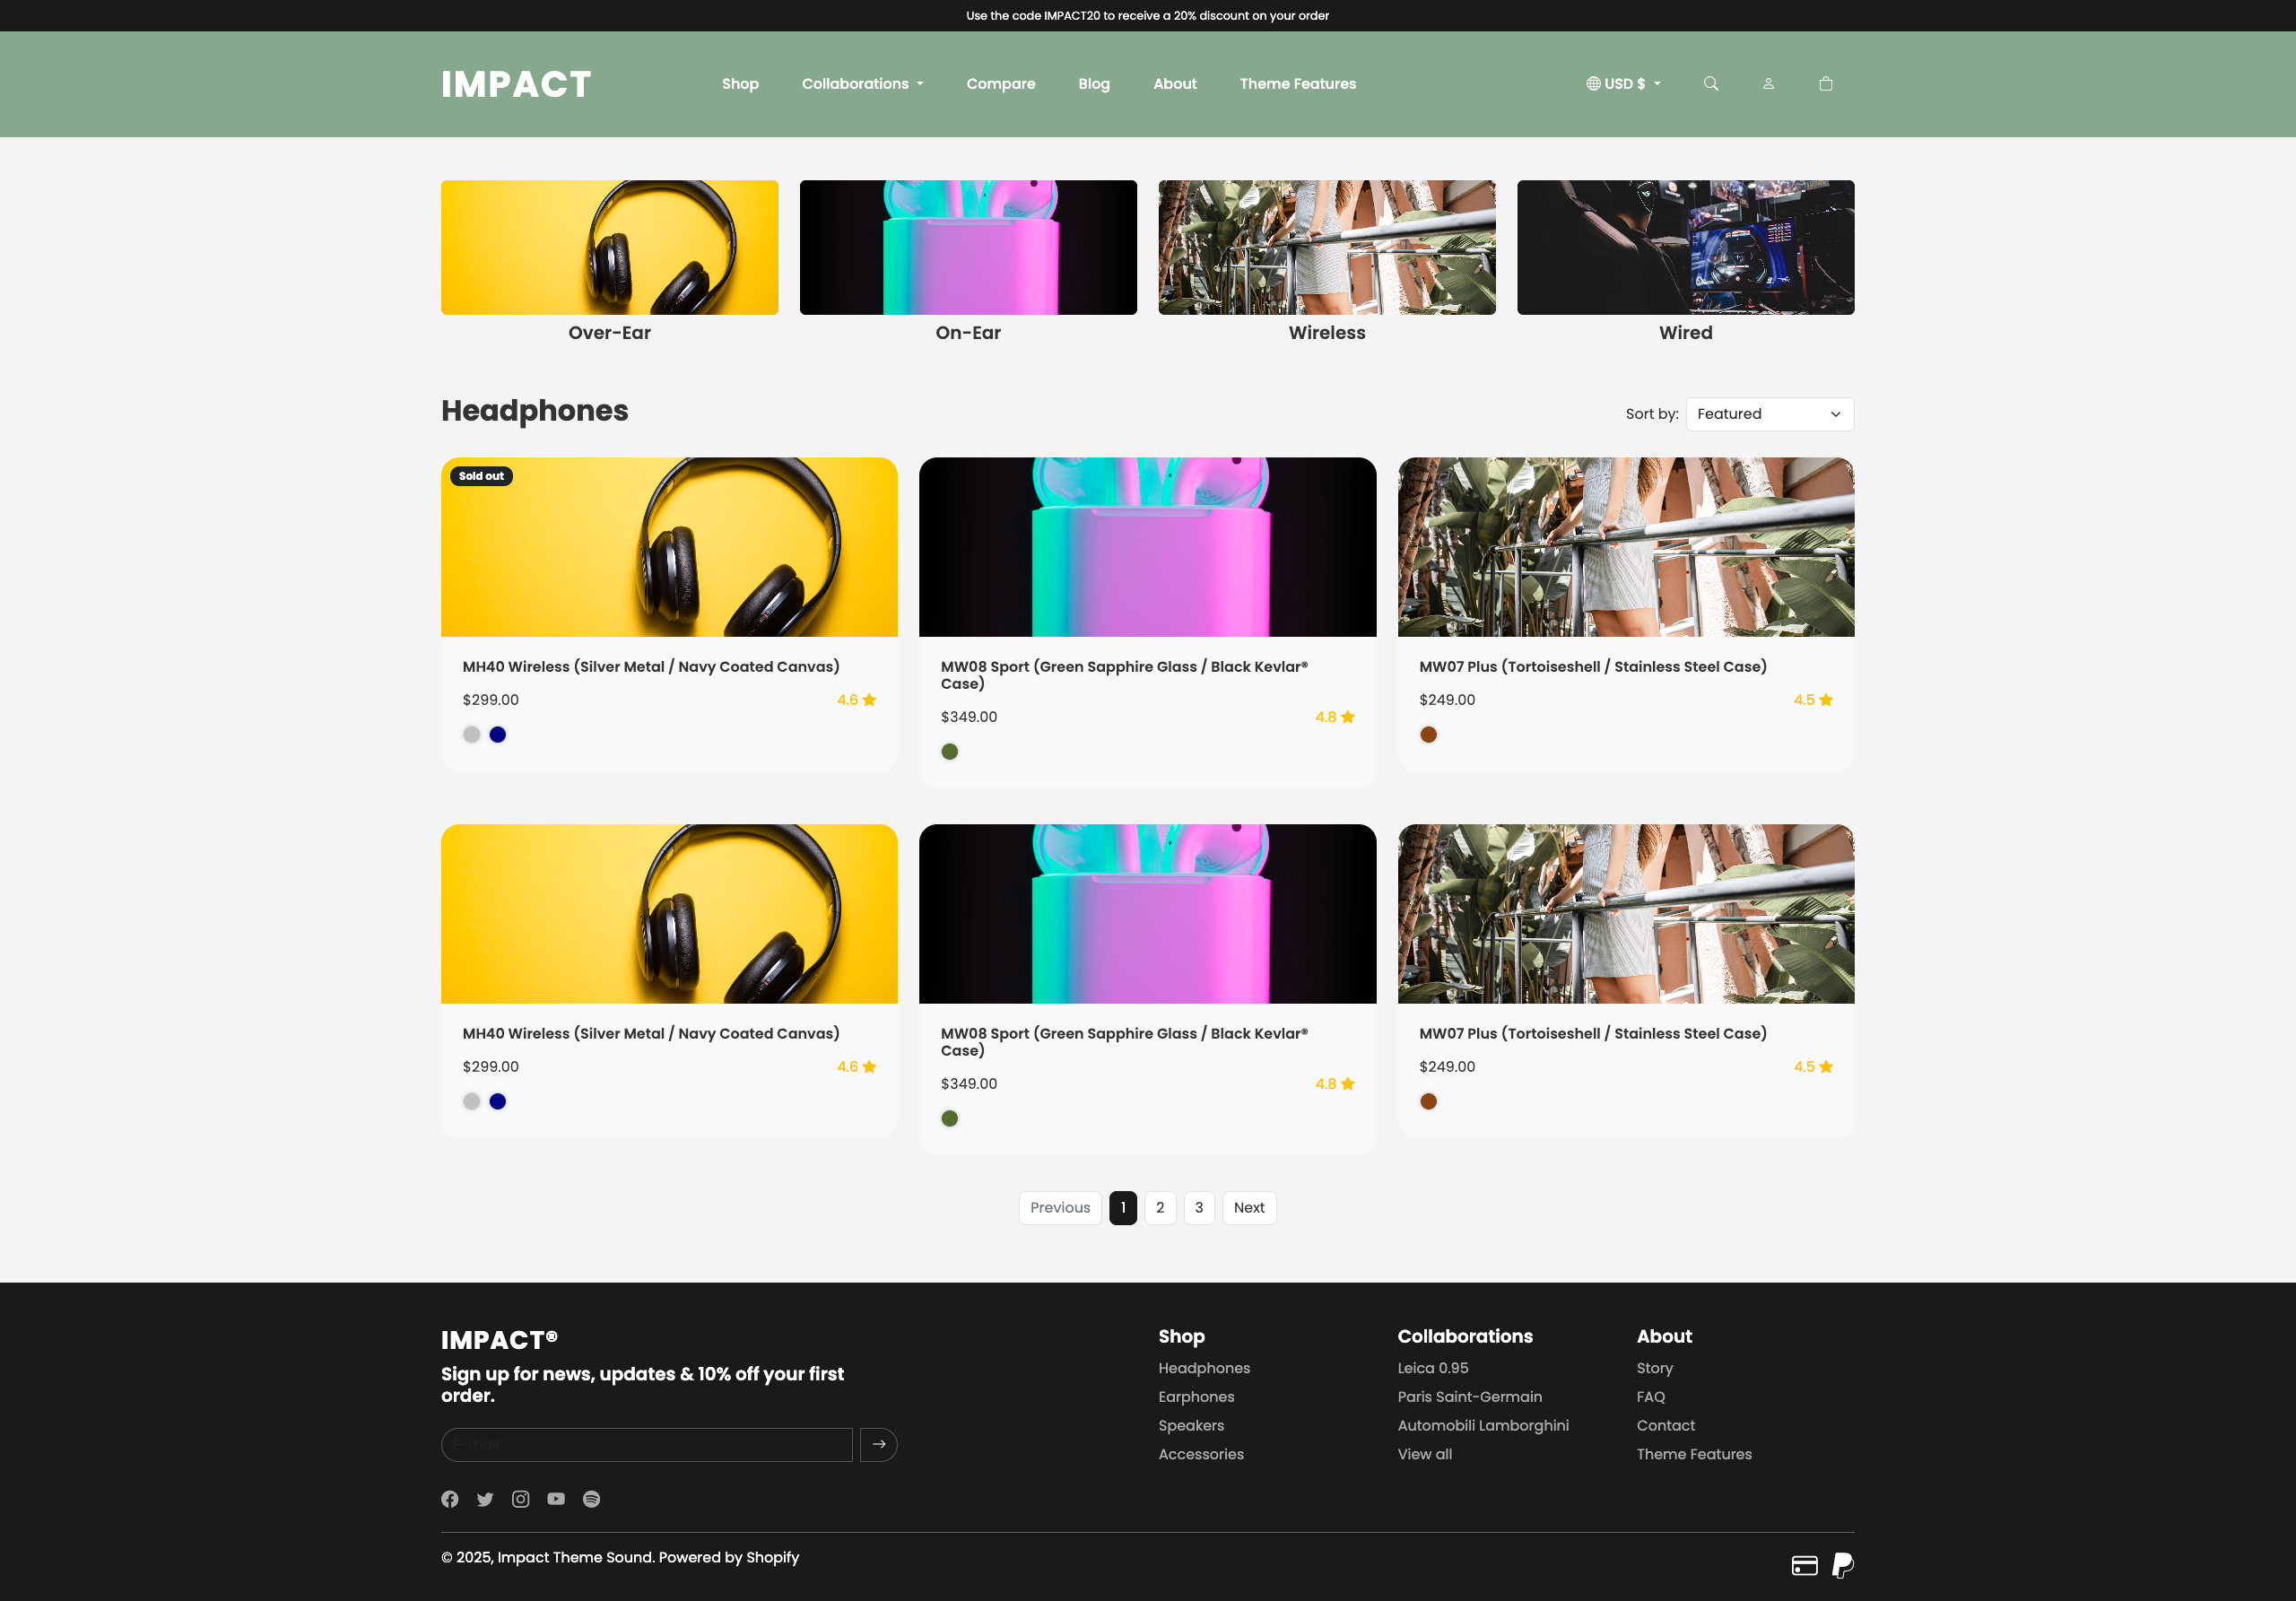 Use the code IMPACT20 to receive a 20% discount on your order
IMPACT
Shop
Collaborations
Compare
Blog
About
Theme Features
USD $
Over-Ear
On-Ear
Wireless
Wired
Headphones
Sort by:
Featured
Sold out
MH40 Wireless (Silver Metal / Navy Coated Canvas)
$299.00
4.6
MW08 Sport (Green Sapphire Glass / Black Kevlar®
Case)
$349.00
4.8
MW07 Plus (Tortoiseshell / Stainless Steel Case)
$249.00
4.5
MH40 Wireless (Silver Metal / Navy Coated Canvas)
$299.00
4.6
MW08 Sport (Green Sapphire Glass / Black Kevlar®
Case)
$349.00
4.8
MW07 Plus (Tortoiseshell / Stainless Steel Case)
$249.00
4.5
Previous
1
2
3
Next
IMPACT®
Sign up for news, updates & 10% off your first
order.
E-mail
Shop
Headphones
Earphones
Speakers
Accessories
Collaborations
Leica 0.95
Paris Saint-Germain
Automobili Lamborghini
View all
About
Story
FAQ
Contact
Theme Features
© 2025, Impact Theme Sound. Powered by Shopify